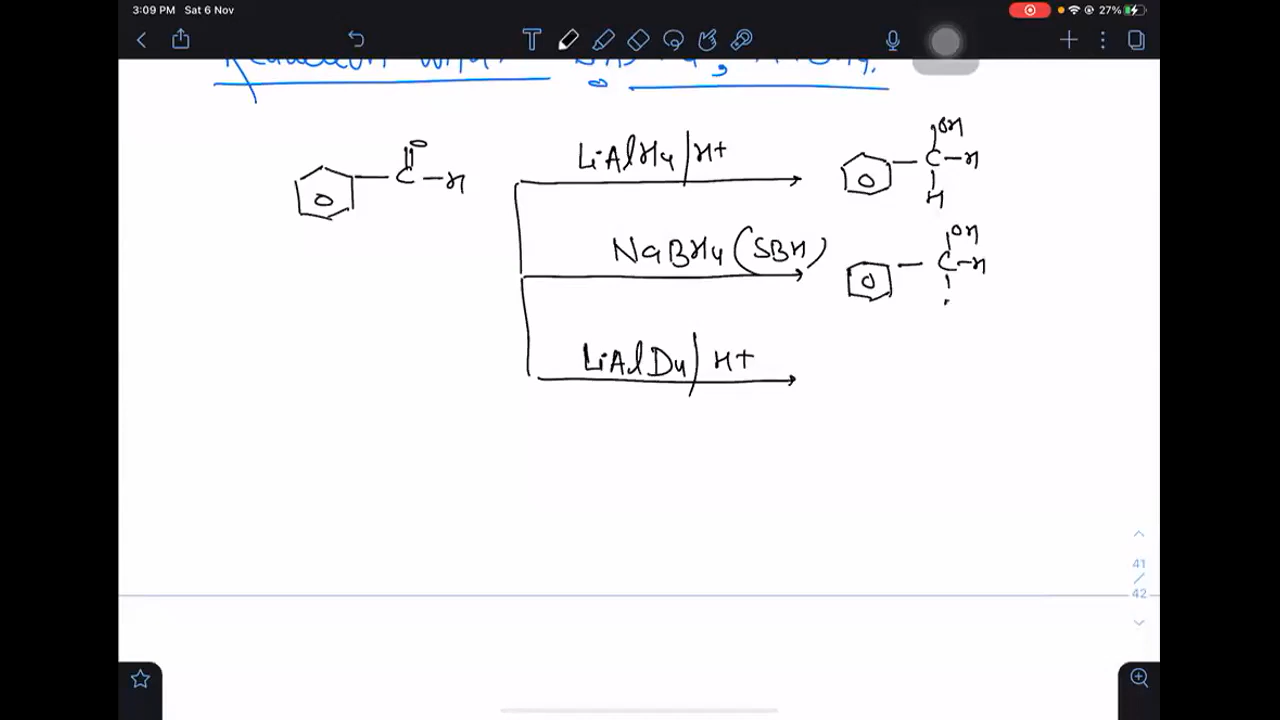 3:09 PM Sat 6 Nov
27%
T
O
C-H
LiAlH4/H+
OH
C-H
H
NaBH4 (SBH)
OH
C-H
LiAlD4/H+
41
/
42